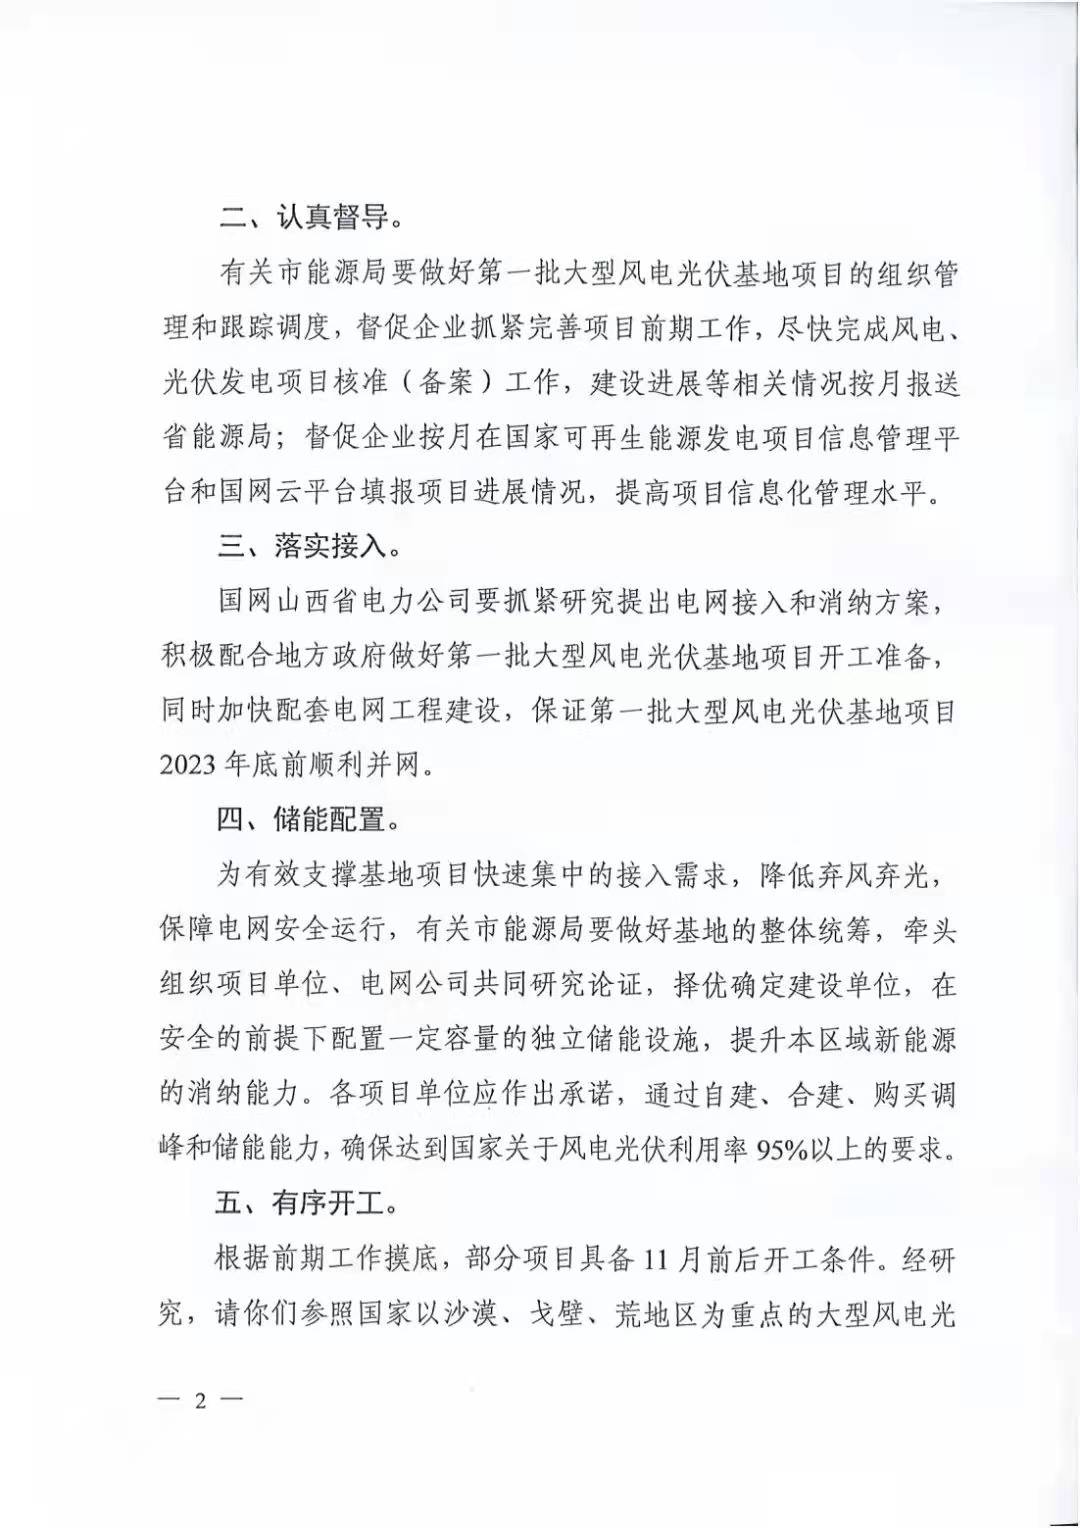 二、认真督导。
有关市能源局要做好第一批大型风电光伏基地项目的组织管
理和跟踪调度，督促企业抓紧完善项目前期工作，尽快完成风电、
光伏发电项目核准（备案）工作，建设进展等相关情况按月报送
省能源局；督促企业按月在国家可再生能源发电项目信息管理平
台和国网云平台填报项目进展情况，提高项目信息化管理水平。
三、落实接入。
国网山西省电力公司要抓紧研究提出电网接入和消纳方案，
积极配合地方政府做好第一批大型风电光伏基地项目开工准备，
同时加快配套电网工程建设，保证第一批大型风电光伏基地项目
2023年底前顺利并网。
四、储能配置。
为有效支撑基地项目快速集中的接入需求，降低弃风弃光，
保障电网安全运行，有关市能源局要做好基地的整体统筹，牵头
组织项目单位、电网公司共同研究论证，择优确定建设单位，在
安全的前提下配置一定容量的独立储能设施，提升本区域新能源
的消纳能力。各项目单位应作出承诺，通过自建、合建、购买调
峰和储能能力，确保达到国家关于风电光伏利用率95%以上的要求。
五、有序开工。
根据前期工作摸底，部分项目具备11月前后开工条件。经研
究，请你们参照国家以沙漠、戈壁、荒地区为重点的大型风电光
— 2 —